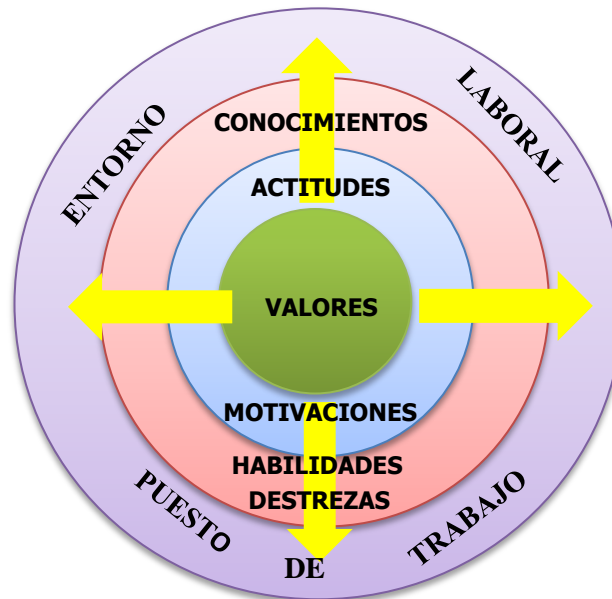 ENTORNO
LABORAL
CONOCIMIENTOS
ACTITUDES
VALORES
MOTIVACIONES
HABILIDADES
DESTREZAS
PUESTO
DE
TRABAJO